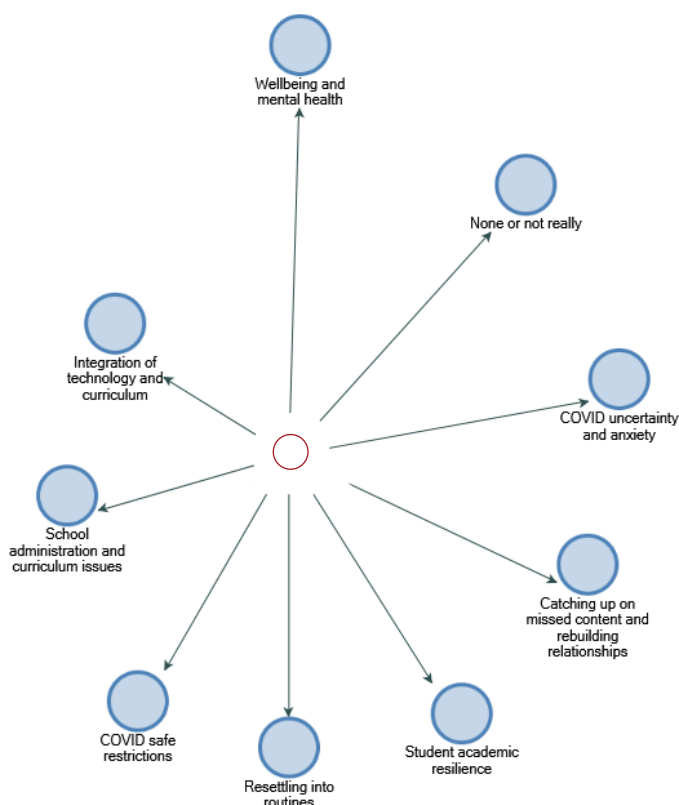 Wellbeing and
mental health
None or not really
Integration of
technology and
curriculum
COVID uncertainty
and anxiety
School
administration and
curriculum issues
Catching up on
missed content and
rebuilding
relationships
COVID safe
restrictions
Student academic
resilience
Resettling into
routines